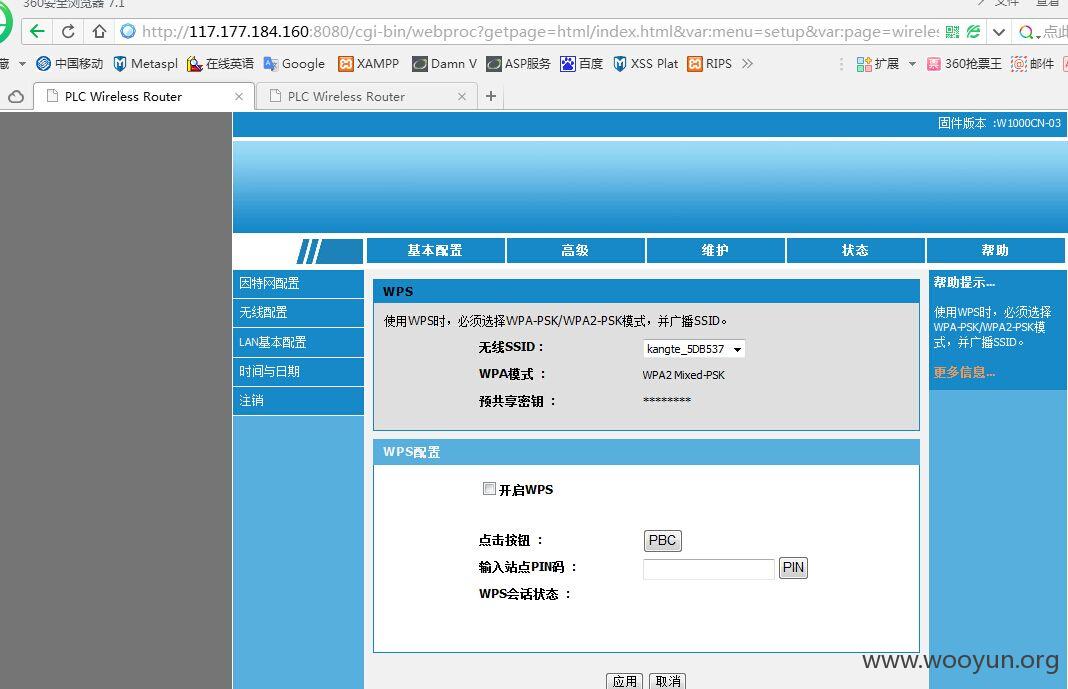 360安全浏览器 7.1
文件 查看
http://117.177.184.160:8080/cgi-bin/webproc?getpage=html/index.html&var:menu=setup&var:page=wireles
点此
藏 中国移动 Metaspl 在线英语 Google XAMPP Damn V ASP服务 百度 XSS Plat RIPS » 扩展 360抢票王 邮件
PLC Wireless Router × PLC Wireless Router × +
固件版本 :W1000CN-03
基本配置 高级 维护 状态 帮助
因特网配置
无线配置
LAN基本配置
时间与日期
注销
WPS
使用WPS时，必须选择WPA-PSK/WPA2-PSK模式，并广播SSID。
无线SSID： kangte_5DB537
WPA模式 ： WPA2 Mixed-PSK
预共享密钥 ： ********
WPS配置
开启WPS
点击按钮 ： PBC
输入站点PIN码 ： PIN
WPS会话状态 ：
应用 取消
帮助提示...
使用WPS时，必须选择
WPA-PSK/WPA2-PSK模
式，并广播SSID。
更多信息...
www.wooyun.org